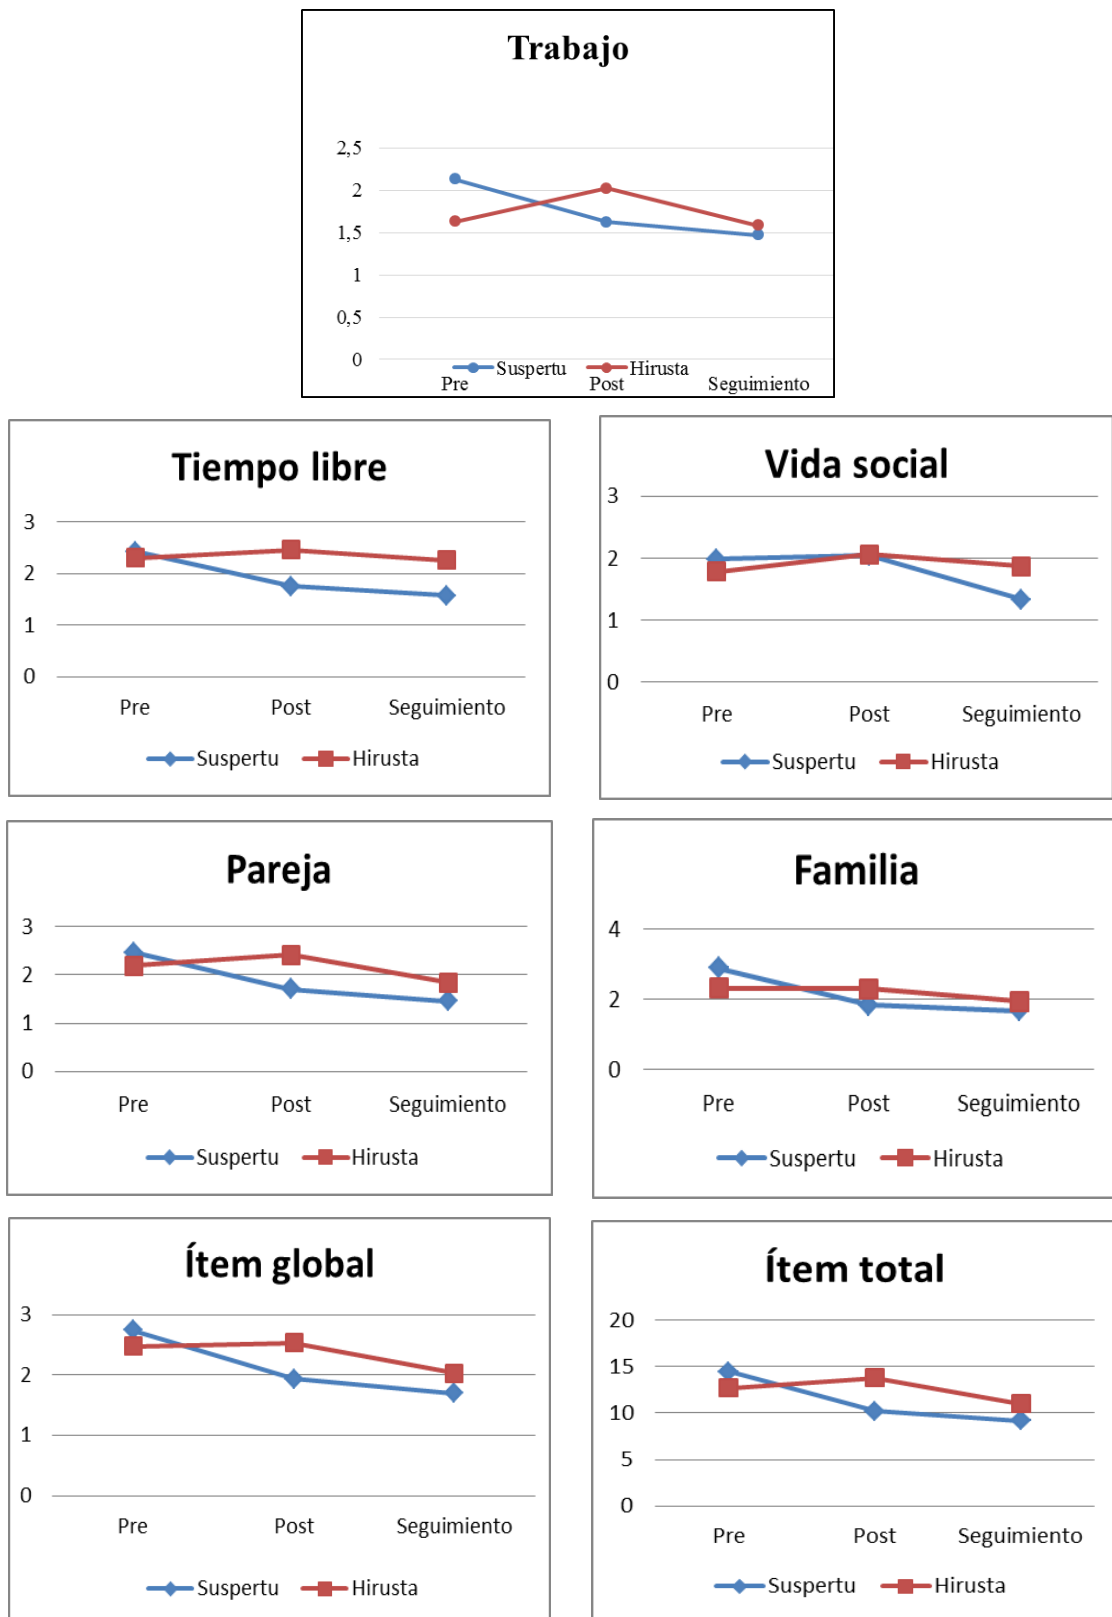 Trabajo
2,5
2
1,5
1
0,5
0
Suspertu Hirusta
Pre Post Seguimiento
Tiempo libre
3
2
1
0
Pre Post Seguimiento
Suspertu Hirusta
Vida social
3
2
1
0
Pre Post Seguimiento
Suspertu Hirusta
Pareja
3
2
1
0
Pre Post Seguimiento
Suspertu Hirusta
Familia
4
2
0
Pre Post Seguimiento
Suspertu Hirusta
Ítem global
3
2
1
0
Pre Post Seguimiento
Suspertu Hirusta
Ítem total
20
15
10
5
0
Pre Post Seguimiento
Suspertu Hirusta